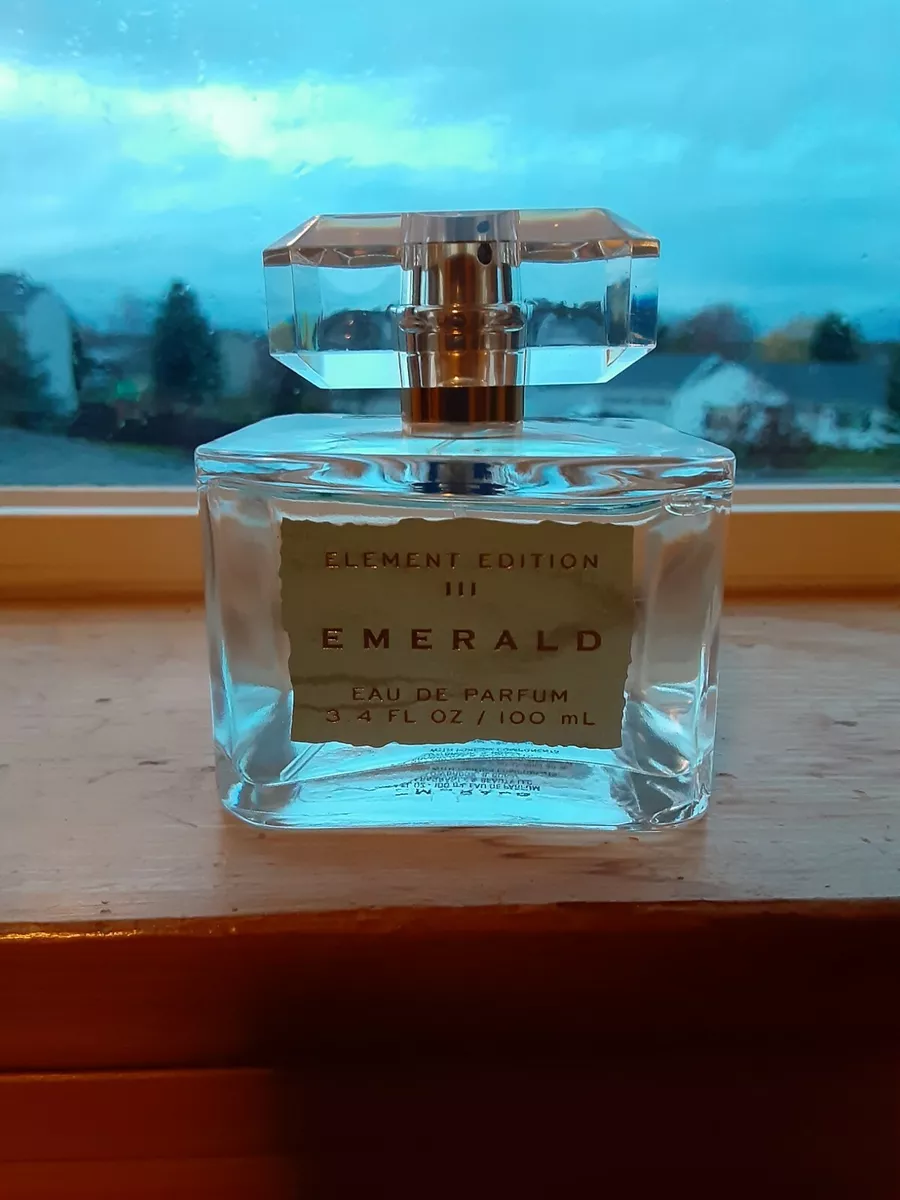 ELEMENT EDITION
III
EMERALD
EAU DE PARFUM
3 4 FL OZ / 100 mL